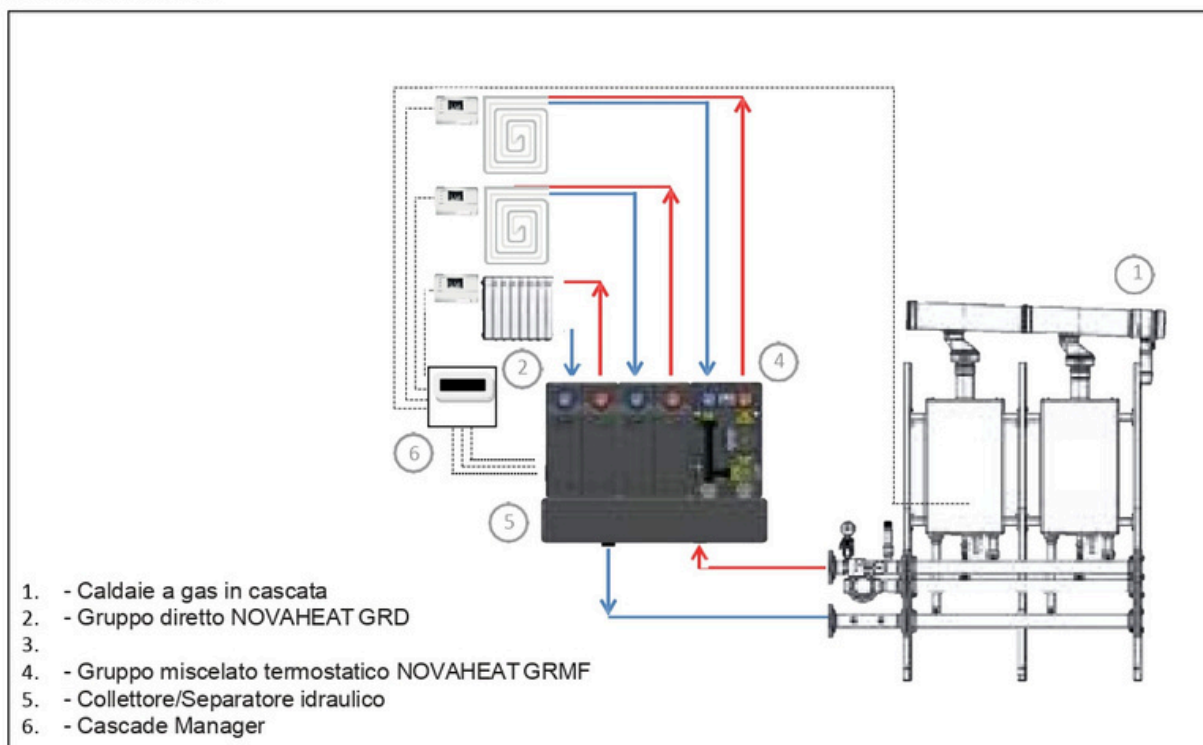 1
2
4
6
5
1. - Caldaie a gas in cascata
2. - Gruppo diretto NOVAHEAT GRD
3.
4. - Gruppo miscelato termostatico NOVAHEAT GRMF
5. - Collettore/Separatore idraulico
6. - Cascade Manager